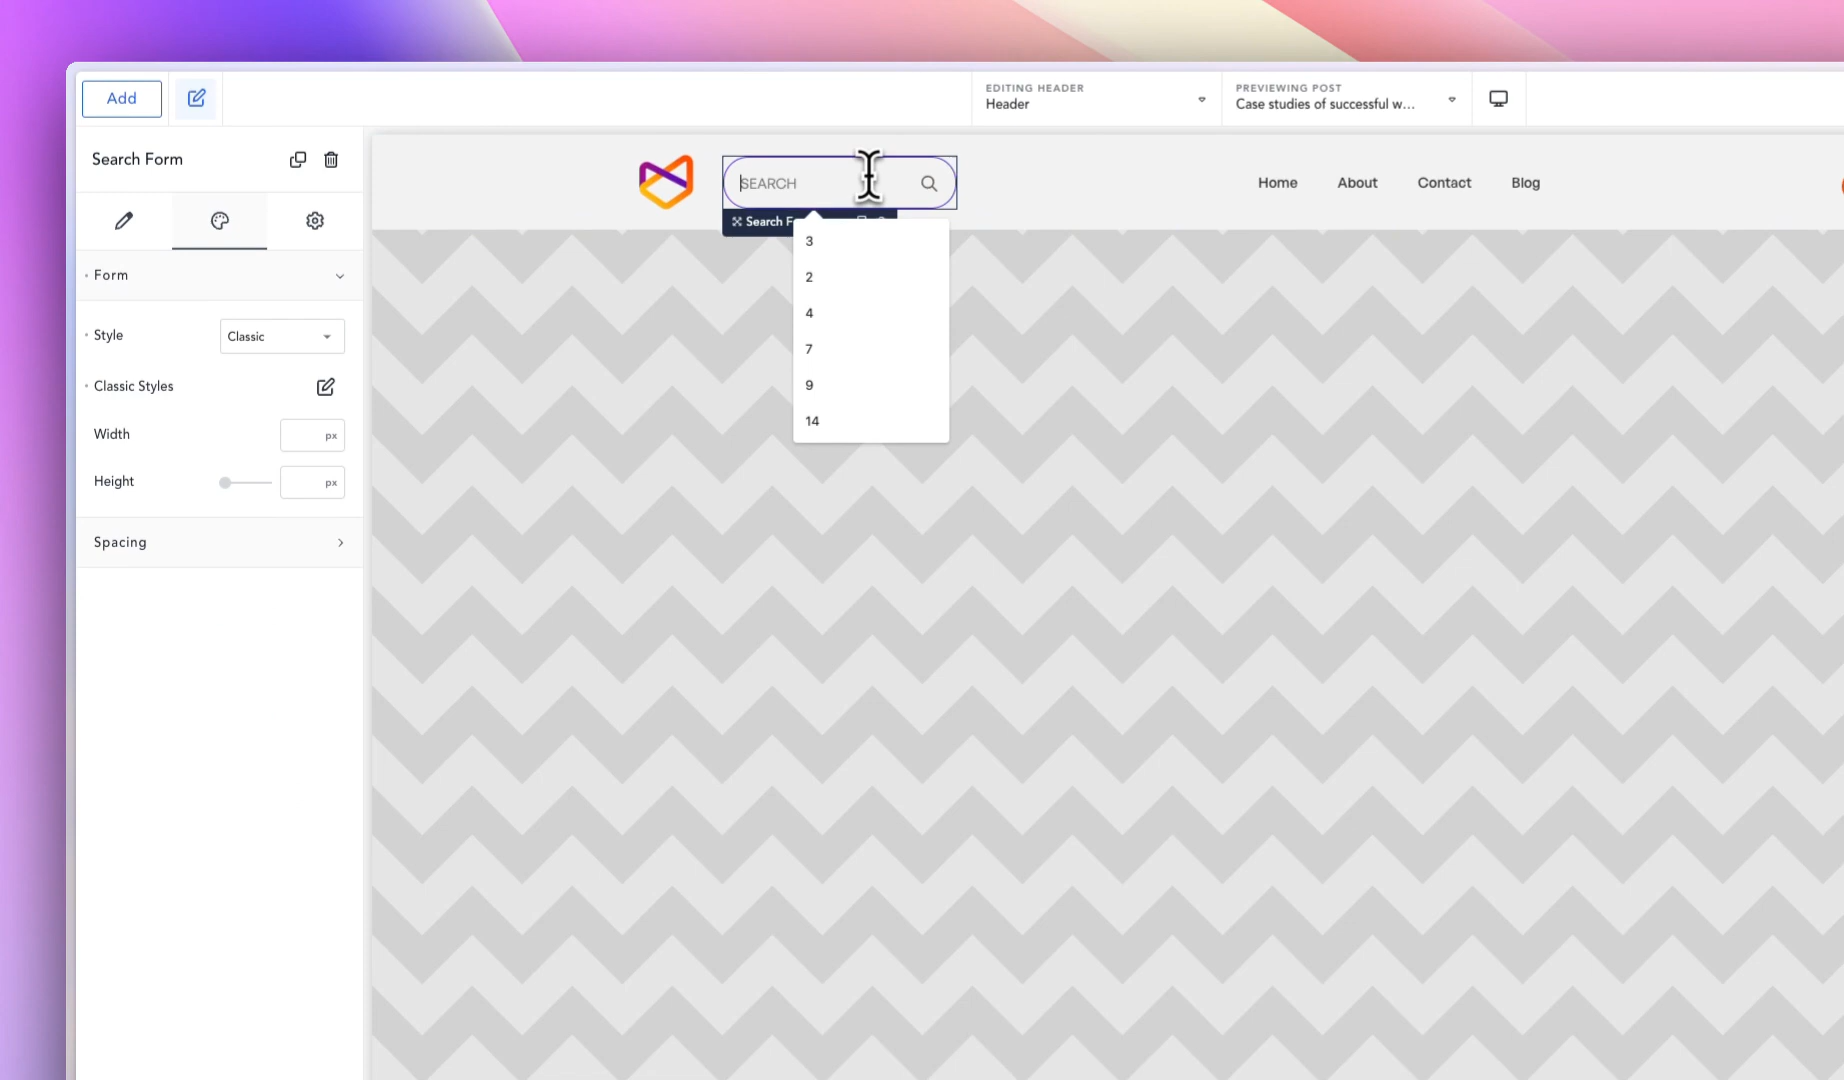 Add
EDITING HEADER
Header
PREVIEWING POST
Case studies of successful w...
Search Form
SEARCH
Home
About
Contact
Blog
Search F
Form
Style
Classic
Classic Styles
Width
px
Height
px
Spacing
3
2
4
7
9
14